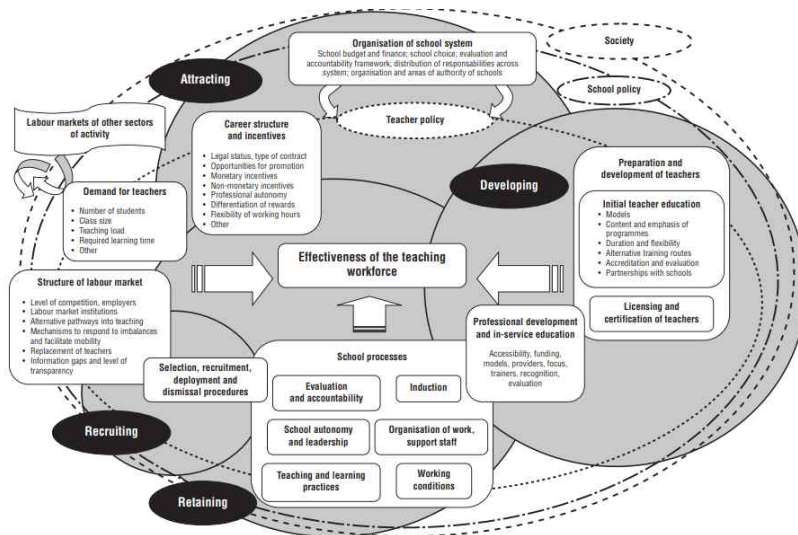 Organisation of school system
School budget and finance; school choice; evaluation and
accountability framework; distribution of responsabilities across
system; organisation and areas of authority of schools
Society
School policy
Attracting
Teacher policy
Labour markets of other sectors
of activity
Career structure
and incentives
• Legal status, type of contract
• Opportunities for promotion
• Monetary incentives
• Non-monetary incentives
• Professional autonomy
• Differentiation of rewards
• Flexibility of working hours
• Other
Demand for teachers
• Number of students
• Class size
• Teaching load
• Required learning time
• Other
Developing
Preparation and
development of teachers
Initial teacher education
• Models
• Content and emphasis of
programmes
• Duration and flexibility
• Alternative training routes
• Accreditation and evaluation
• Partnerships with schools
Licensing and
certification of teachers
Effectiveness of the teaching
workforce
Structure of labour market
• Level of competition, employers
• Labour market institutions
• Alternative pathways into teaching
• Mechanisms to respond to imbalances
and facilitate mobility
• Replacement of teachers
• Information gaps and level of
transparency
Professional development
and in-service education
Accessibility, funding,
models, providers, focus,
trainers, recognition,
evaluation
Selection, recruitment,
deployment and
dismissal procedures
School processes
Evaluation
and accountability
Induction
School autonomy
and leadership
Organisation of work,
support staff
Teaching and learning
practices
Working
conditions
Recruiting
Retaining